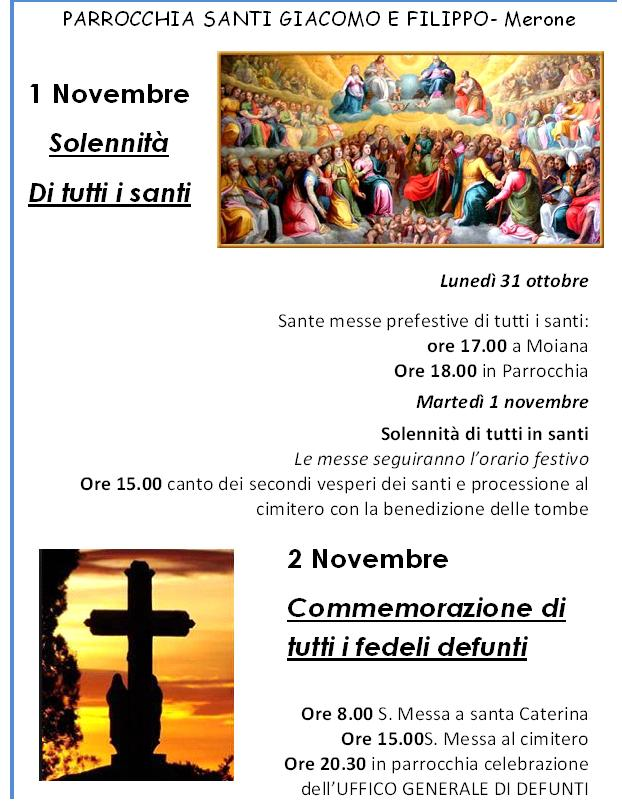 PARROCCHIA SANTI GIACOMO E FILIPPO- Merone
1 Novembre
Solennità
Di tutti i santi
Lunedì 31 ottobre
Sante messe prefestive di tutti i santi:
ore 17.00 a Moiana
Ore 18.00 in Parrocchia
Martedì 1 novembre
Solennità di tutti in santi
Le messe seguiranno l'orario festivo
Ore 15.00 canto dei secondi vesperi dei santi e processione al
cimitero con la benedizione delle tombe
2 Novembre
Commemorazione di
tutti i fedeli defunti
Ore 8.00 S. Messa a santa Caterina
Ore 15.00S. Messa al cimitero
Ore 20.30 in parrocchia celebrazione
dell'UFFICO GENERALE DI DEFUNTI